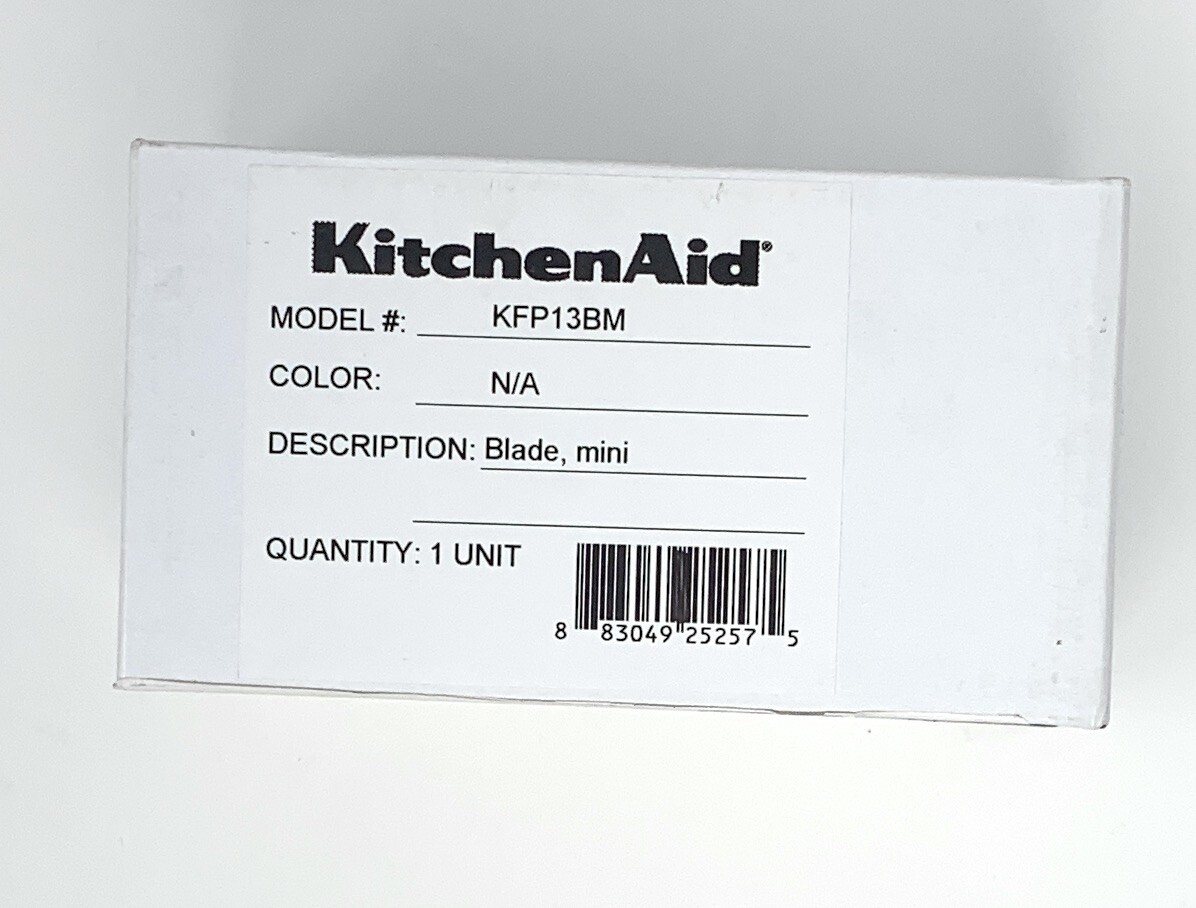 KitchenAid®
MODEL #: KFP13BM
COLOR: N/A
DESCRIPTION: Blade, mini
QUANTITY: 1 UNIT
8 83049 25257 5